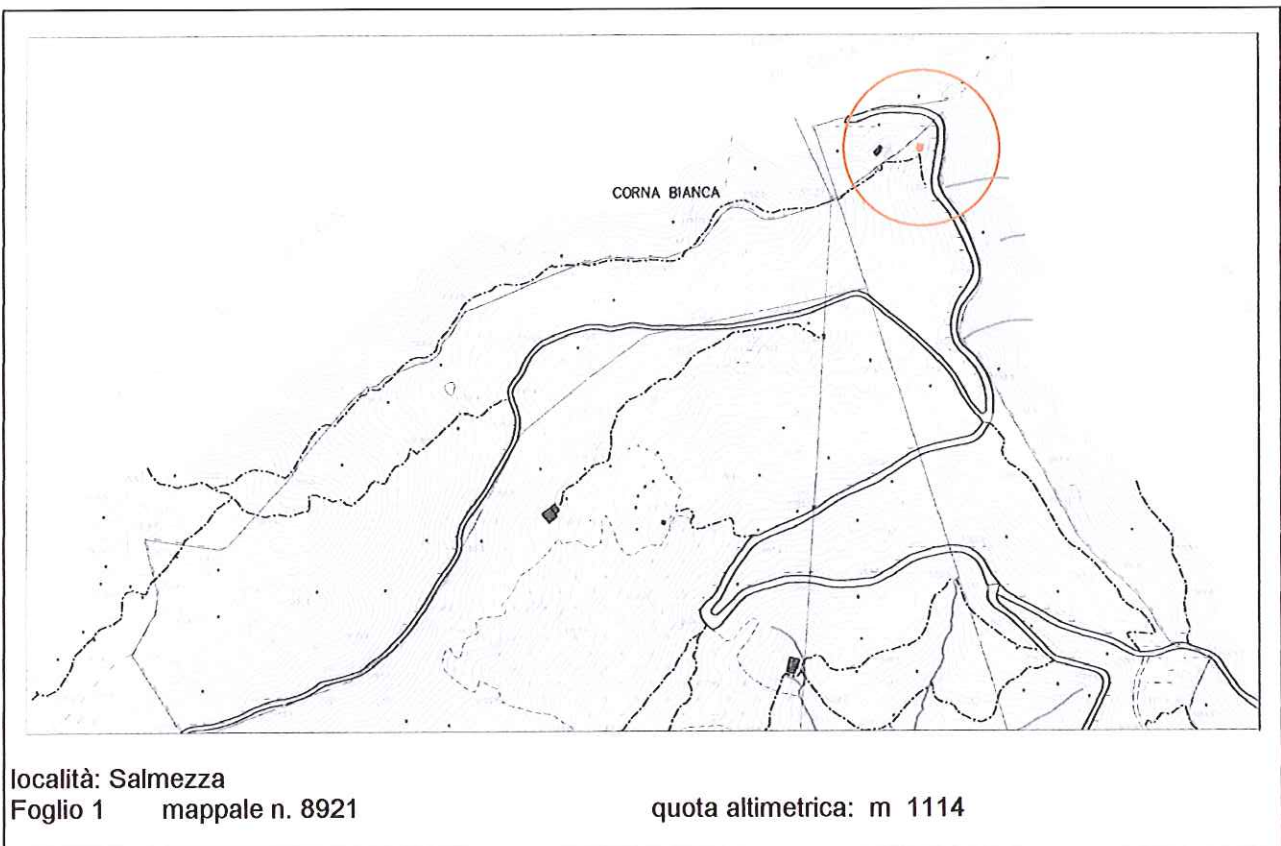 CORNA BIANCA
località: Salmezza
Foglio 1 mappale n. 8921 quota altimetrica: m 1114